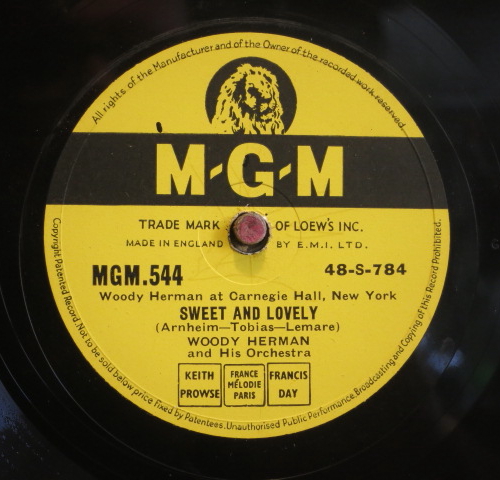 All rights of the Manufacturer and of the Owner of the recorded work reserved
M-G-M
TRADE MARK OF LOEW'S INC.
MADE IN ENGLAND BY E.M.I. LTD.
MGM.544 48-S-784
Woody Herman at Carnegie Hall, New York
SWEET AND LOVELY
(Arnheim—Tobias—Lemare)
WOODY HERMAN
and His Orchestra
KEITH PROWSE
FRANCE MÉLODIE PARIS
FRANCIS DAY
Copyright Patented Record. Not to be sold below price fixed by Patentees. Unauthorised Public Performance, Broadcasting and Copying of this Record Prohibited.